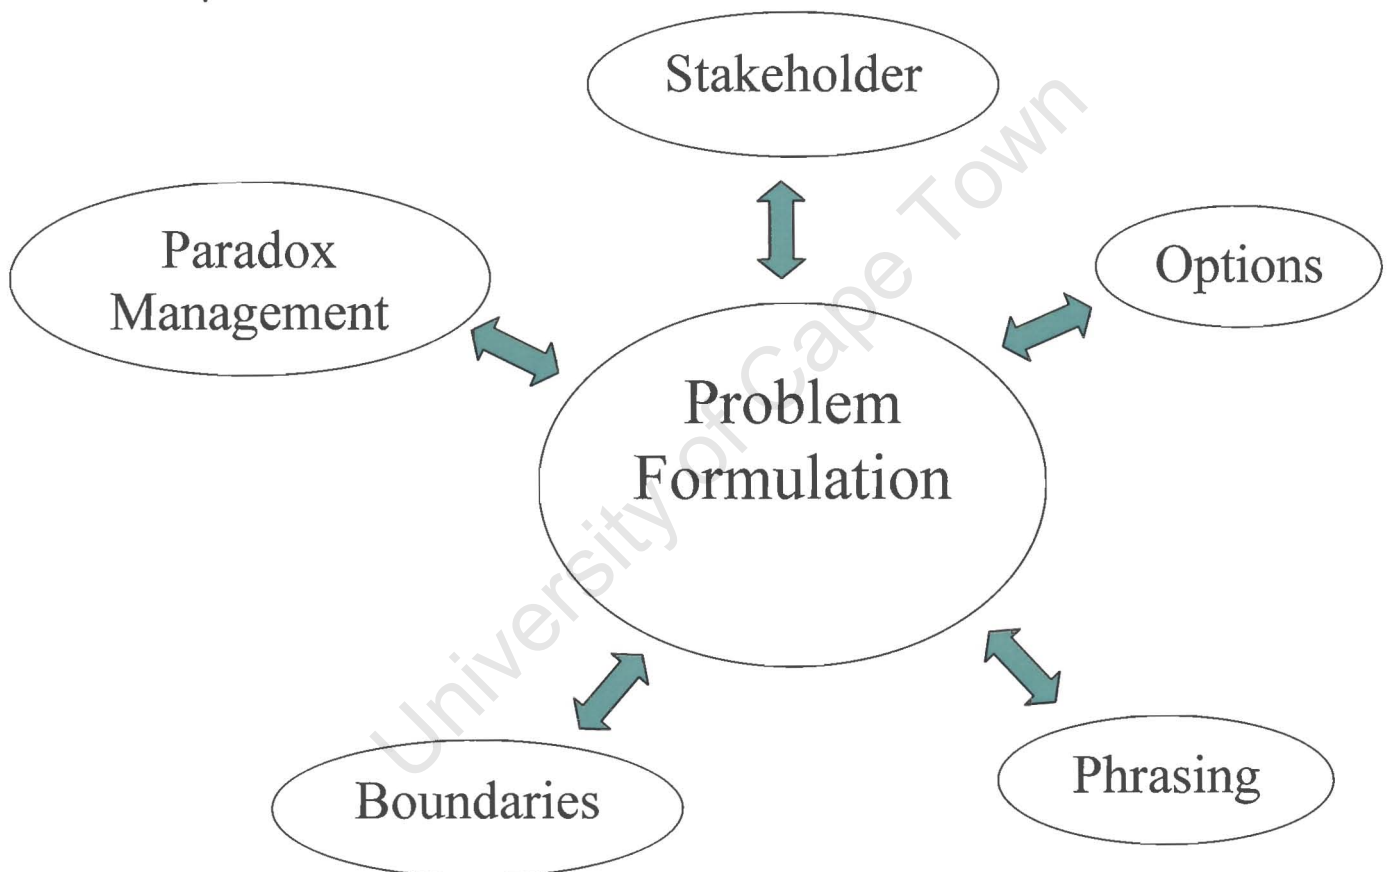 Stakeholder
Paradox
Management
Options
Problem
Formulation
Boundaries
Phrasing
University of Cape Town